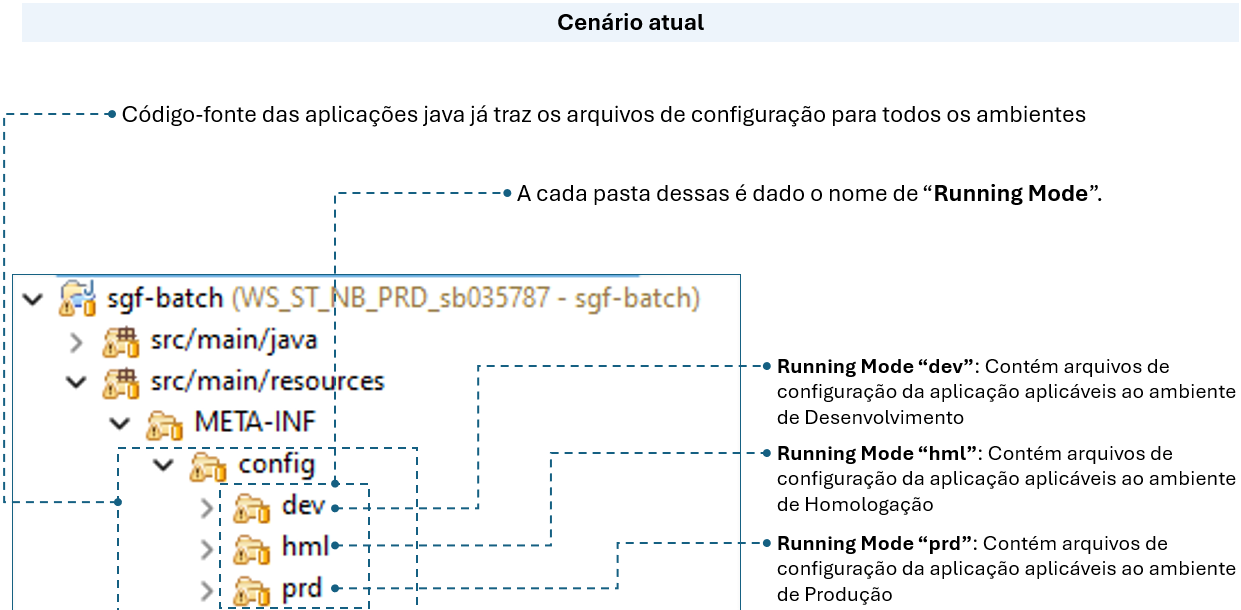 Cenário atual
Código-fonte das aplicações java já traz os arquivos de configuração para todos os ambientes
A cada pasta dessas é dado o nome de “Running Mode”.
sgf-batch (WS_ST_NB_PRD_sb035787 - sgf-batch)
src/main/java
src/main/resources
META-INF
config
dev
hml
prd
Running Mode “dev”: Contém arquivos de
configuração da aplicação aplicáveis ao ambiente
de Desenvolvimento
Running Mode “hml”: Contém arquivos de
configuração da aplicação aplicáveis ao ambiente
de Homologação
Running Mode “prd”: Contém arquivos de
configuração da aplicação aplicáveis ao ambiente
de Produção